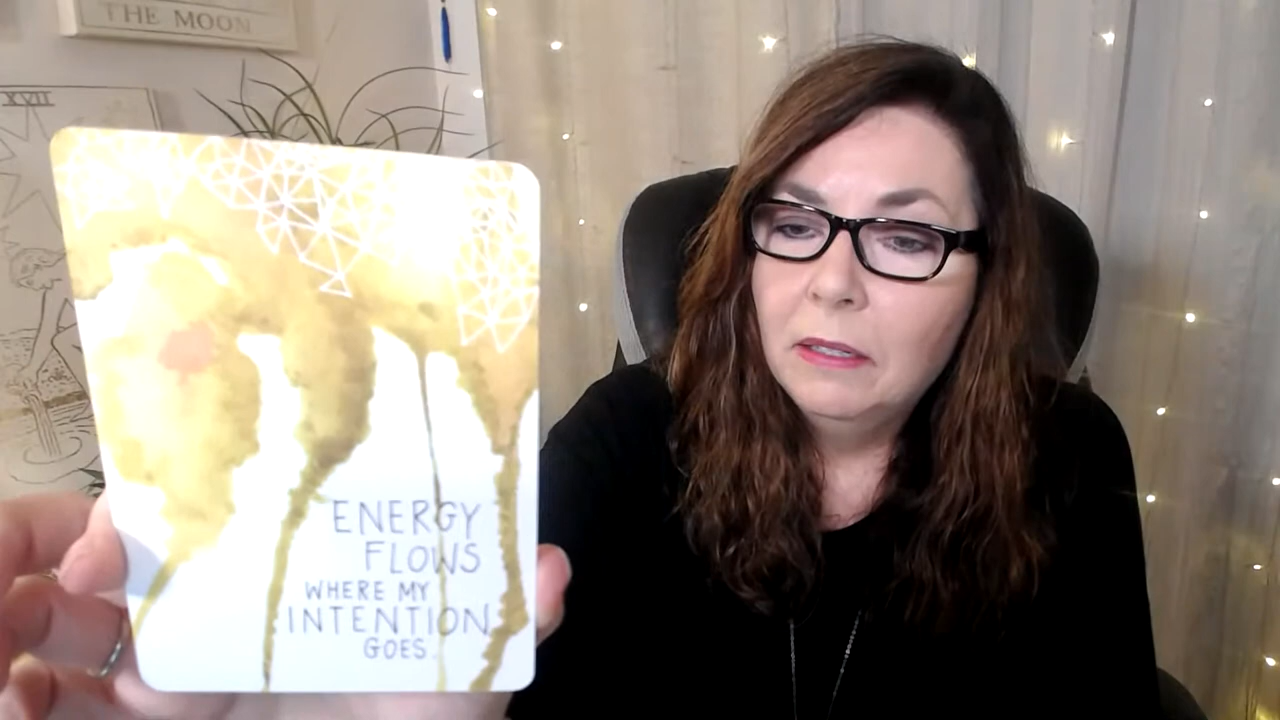 THE MOON
XVII
ENERGY
FLOWS
WHERE MY
INTENTION
GOES.